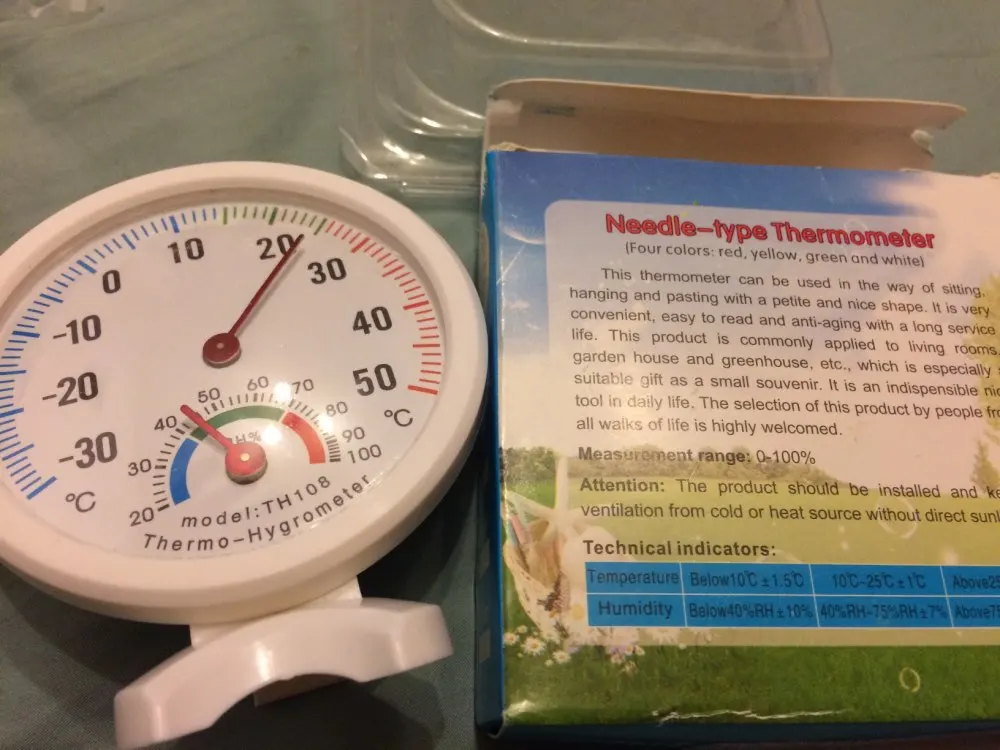 -30
-20
-10
0
10
20
30
40
50
°C
°C
20
30
40
50
60
70
80
90
100
RH%
model:TH108
Thermo-Hygrometer
Needle-type Thermometer
(Four colors: red, yellow, green and white)
This thermometer can be used in the way of sitting,
hanging and pasting with a petite and nice shape. It is very
convenient, easy to read and anti-aging with a long service
life. This product is commonly applied to living rooms,
garden house and greenhouse, etc., which is especially
suitable gift as a small souvenir. It is an indispensible
tool in daily life. The selection of this product by people
all walks of life is highly welcomed.
Measurement range: 0-100%
Attention: The product should be installed and
ventilation from cold or heat source without direct
Technical indicators:
Temperature Below10℃±1.5℃ 10℃-25℃±1℃ Above25
Humidity Below40%RH±10% 40%RH-75%RH±7% Above75